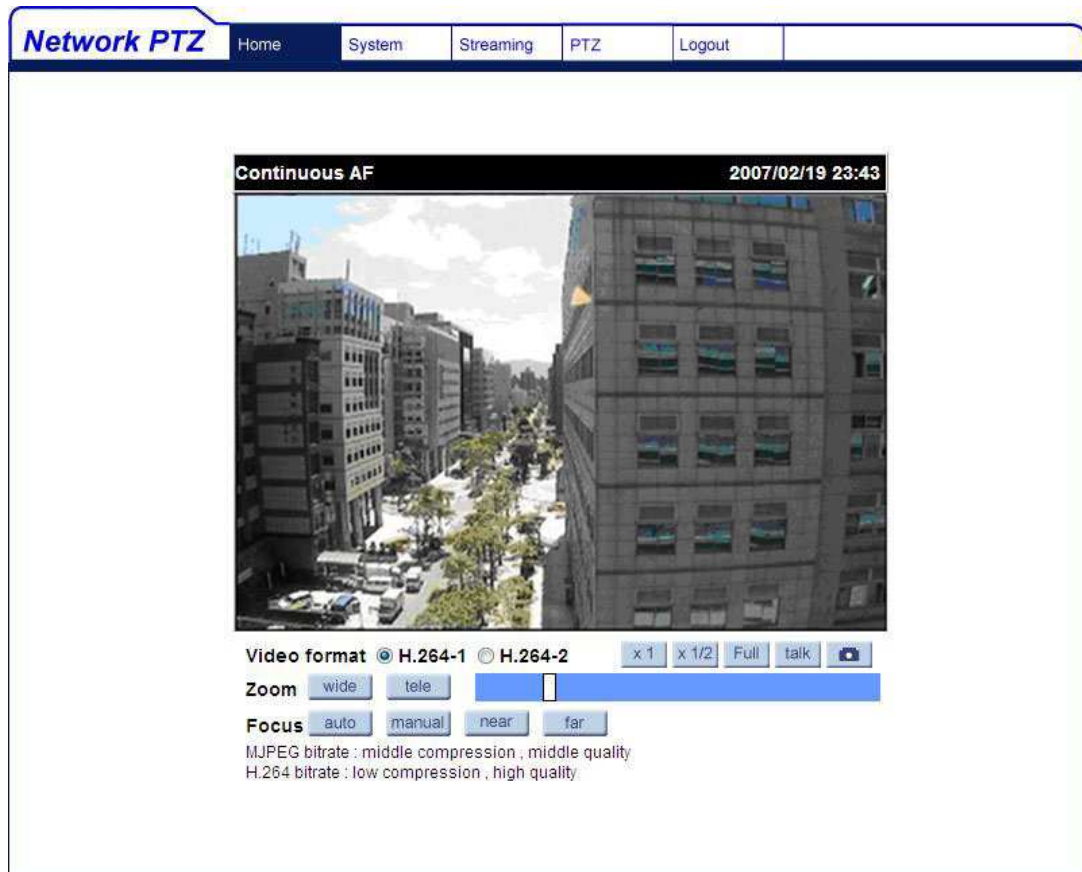 Network PTZ Home System Streaming PTZ Logout
Continuous AF 2007/02/19 23:43
Video format H.264-1 H.264-2 x 1 x 1/2 Full talk
Zoom wide tele
Focus auto manual near far
MJPEG bitrate : middle compression , middle quality
H.264 bitrate : low compression , high quality